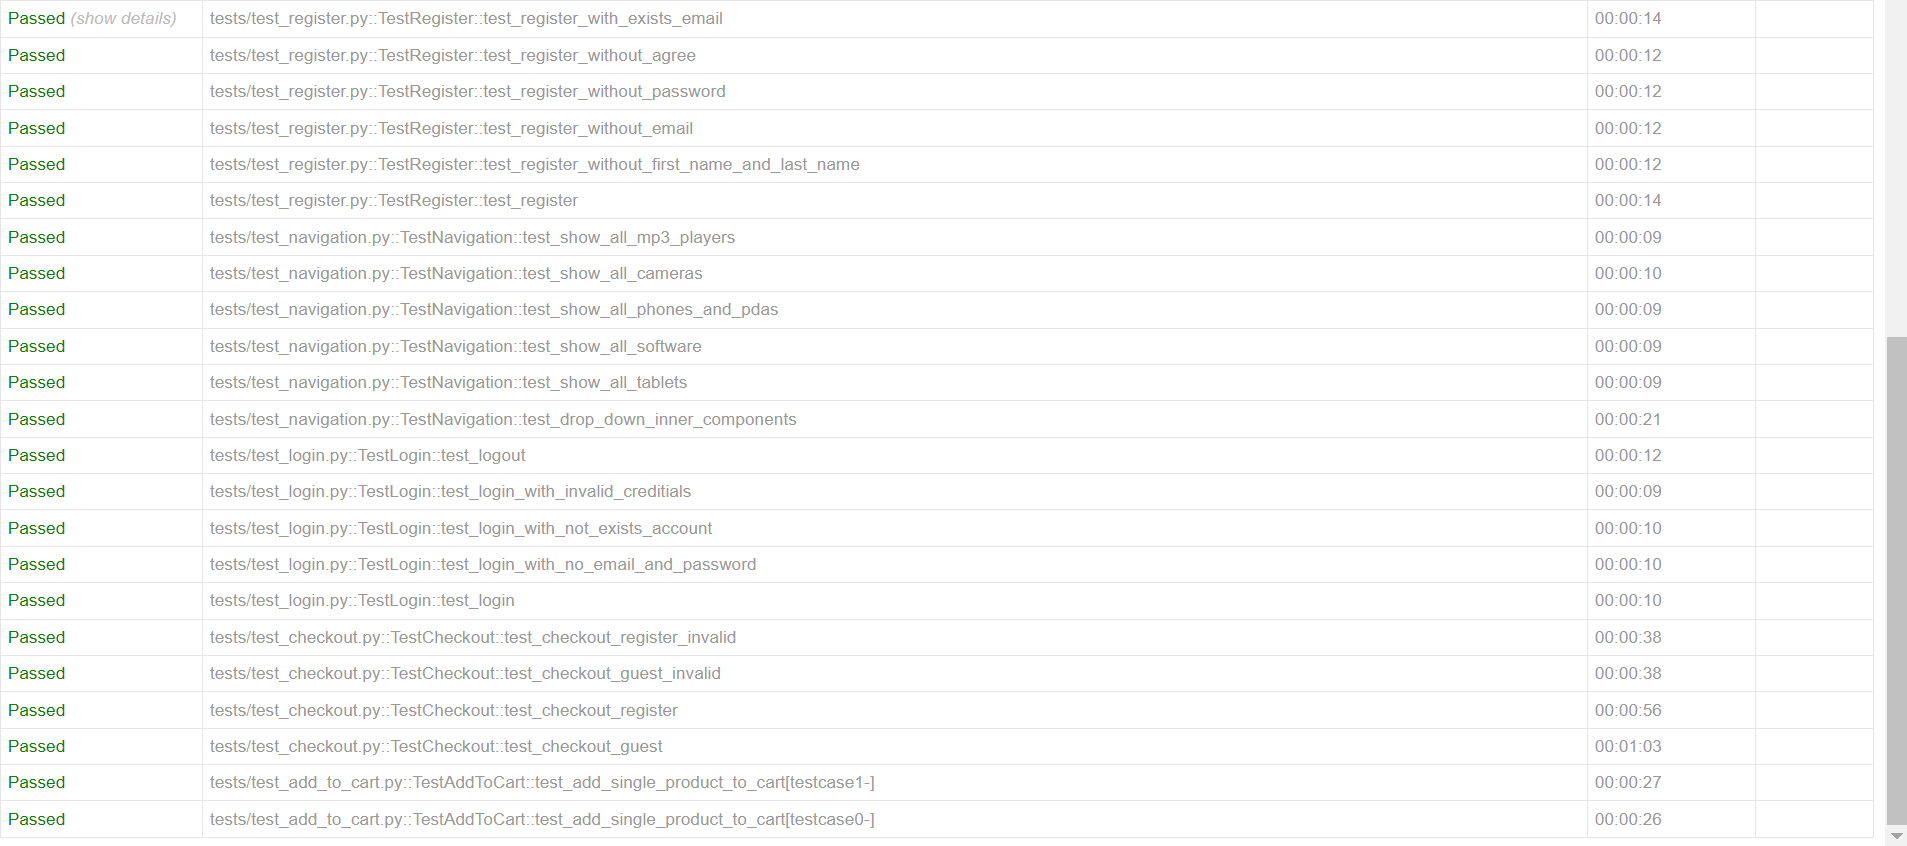 Passed (show details) tests/test_register.py::TestRegister::test_register_with_exists_email 00:00:14
Passed tests/test_register.py::TestRegister::test_register_without_agree 00:00:12
Passed tests/test_register.py::TestRegister::test_register_without_password 00:00:12
Passed tests/test_register.py::TestRegister::test_register_without_email 00:00:12
Passed tests/test_register.py::TestRegister::test_register_without_first_name_and_last_name 00:00:12
Passed tests/test_register.py::TestRegister::test_register 00:00:14
Passed tests/test_navigation.py::TestNavigation::test_show_all_mp3_players 00:00:09
Passed tests/test_navigation.py::TestNavigation::test_show_all_cameras 00:00:10
Passed tests/test_navigation.py::TestNavigation::test_show_all_phones_and_pdas 00:00:09
Passed tests/test_navigation.py::TestNavigation::test_show_all_software 00:00:09
Passed tests/test_navigation.py::TestNavigation::test_show_all_tablets 00:00:09
Passed tests/test_navigation.py::TestNavigation::test_drop_down_inner_components 00:00:21
Passed tests/test_login.py::TestLogin::test_logout 00:00:12
Passed tests/test_login.py::TestLogin::test_login_with_invalid_creditials 00:00:09
Passed tests/test_login.py::TestLogin::test_login_with_not_exists_account 00:00:10
Passed tests/test_login.py::TestLogin::test_login_with_no_email_and_password 00:00:10
Passed tests/test_login.py::TestLogin::test_login 00:00:10
Passed tests/test_checkout.py::TestCheckout::test_checkout_register_invalid 00:00:38
Passed tests/test_checkout.py::TestCheckout::test_checkout_guest_invalid 00:00:38
Passed tests/test_checkout.py::TestCheckout::test_checkout_register 00:00:56
Passed tests/test_checkout.py::TestCheckout::test_checkout_guest 00:01:03
Passed tests/test_add_to_cart.py::TestAddToCart::test_add_single_product_to_cart[testcase1-] 00:00:27
Passed tests/test_add_to_cart.py::TestAddToCart::test_add_single_product_to_cart[testcase0-] 00:00:26